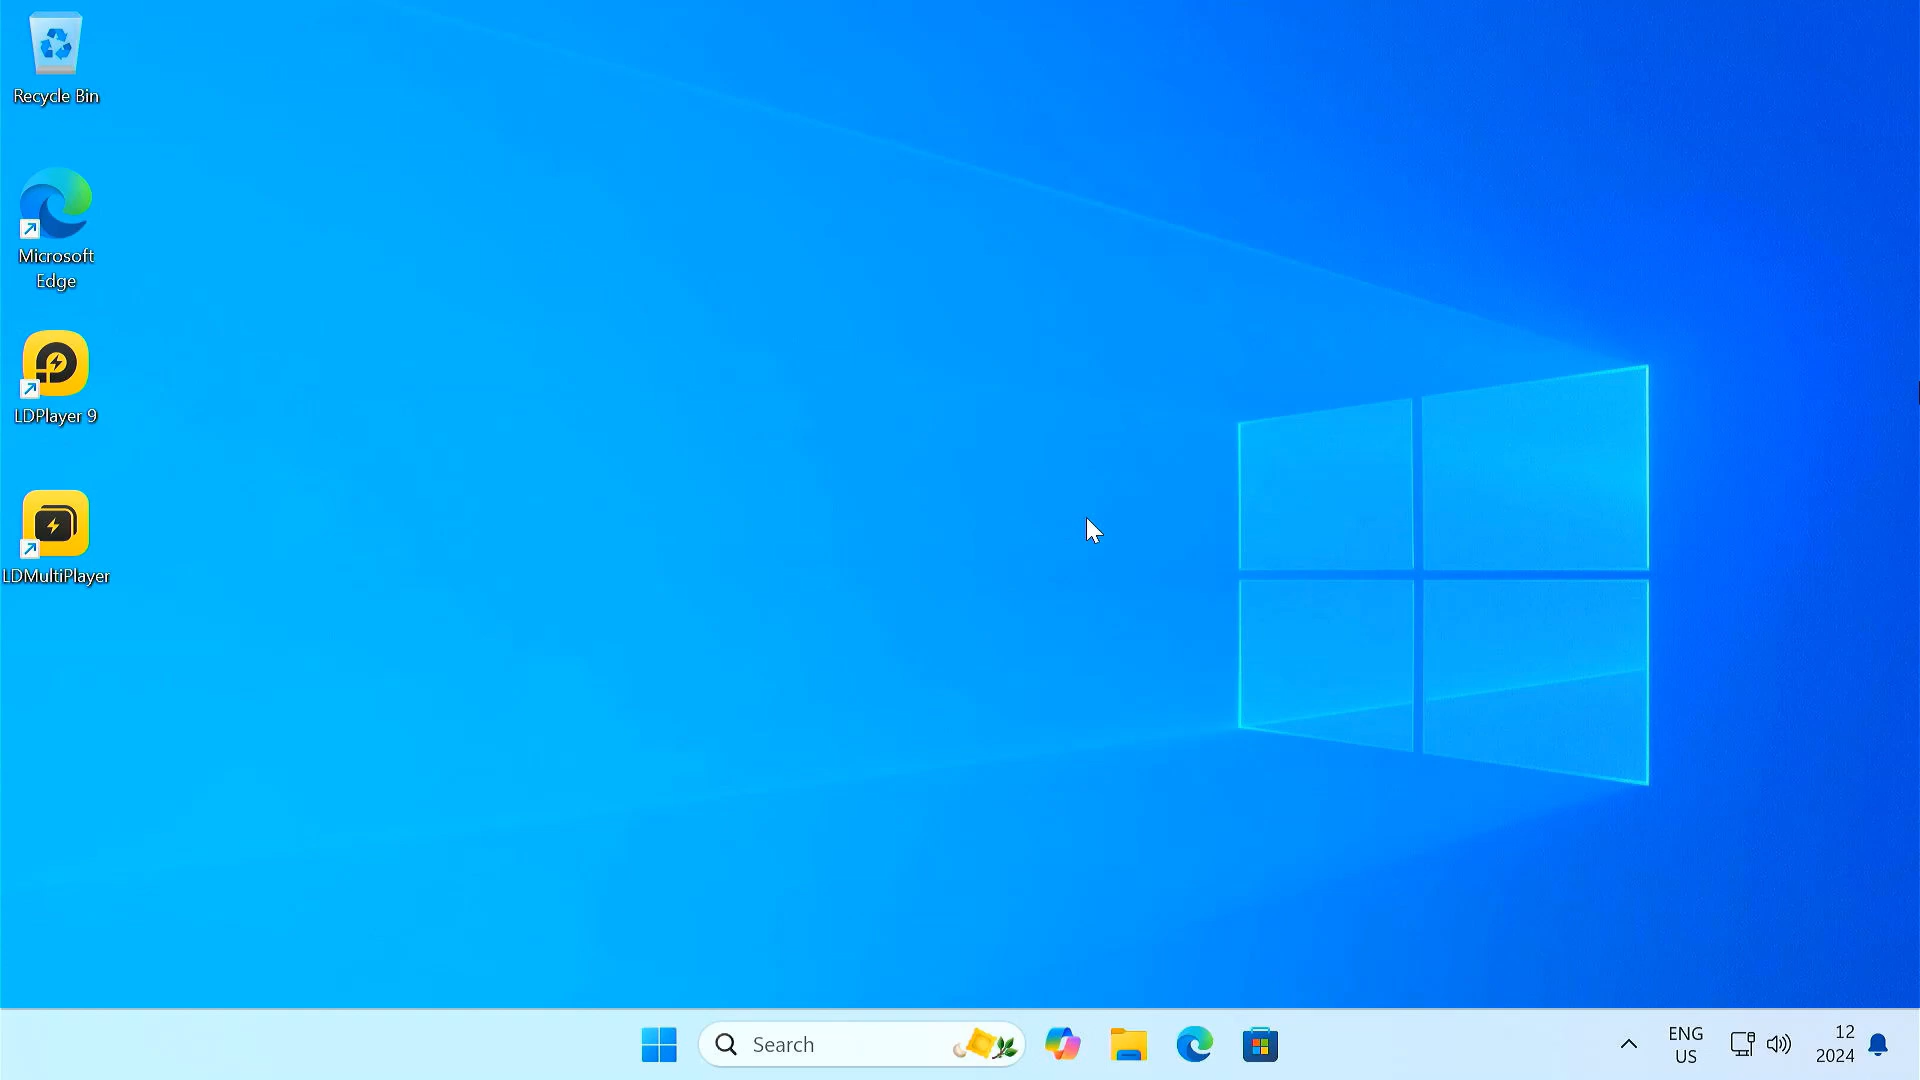 Recycle Bin
Microsoft
Edge
LDPlayer 9
LDMultiPlayer
Search
ENG
US
12
2024